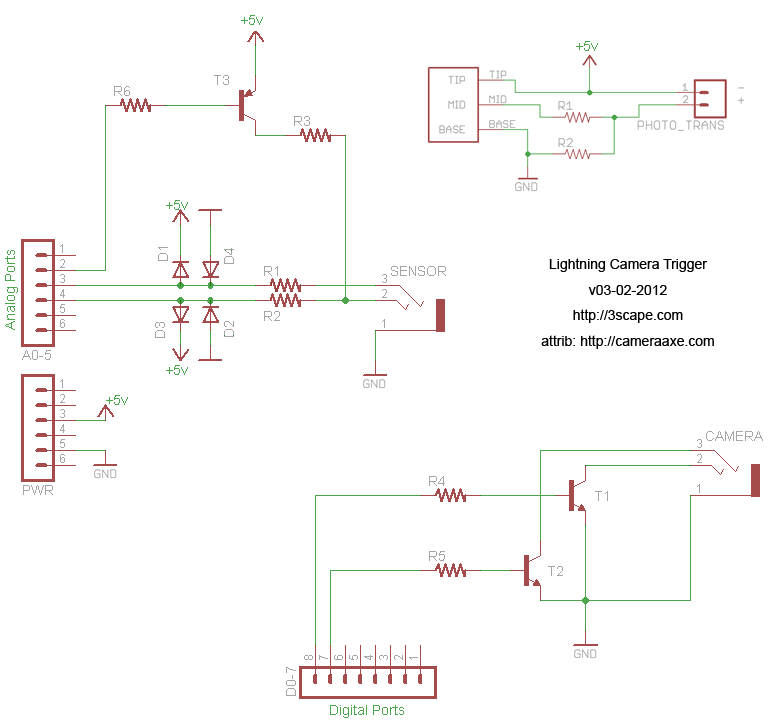 +5v
T3
R6
R3
+5v
TIP
MID
BASE
TIP
MID
BASE
R1
R2
1
2
-
+
PHOTO_TRANS
GND
Analog Ports
1
2
3
4
5
6
A0-5
+5v
D1
D4
D3
D2
+5v
R1
R2
SENSOR
3
2
1
GND
Lightning Camera Trigger
v03-02-2012
http://3scape.com
attrib: http://cameraaxe.com
1
2
3
4
5
6
PWR
+5v
GND
CAMERA
3
2
1
R4
T1
R5
T2
GND
D0-7
8
7
6
5
4
3
2
1
Digital Ports